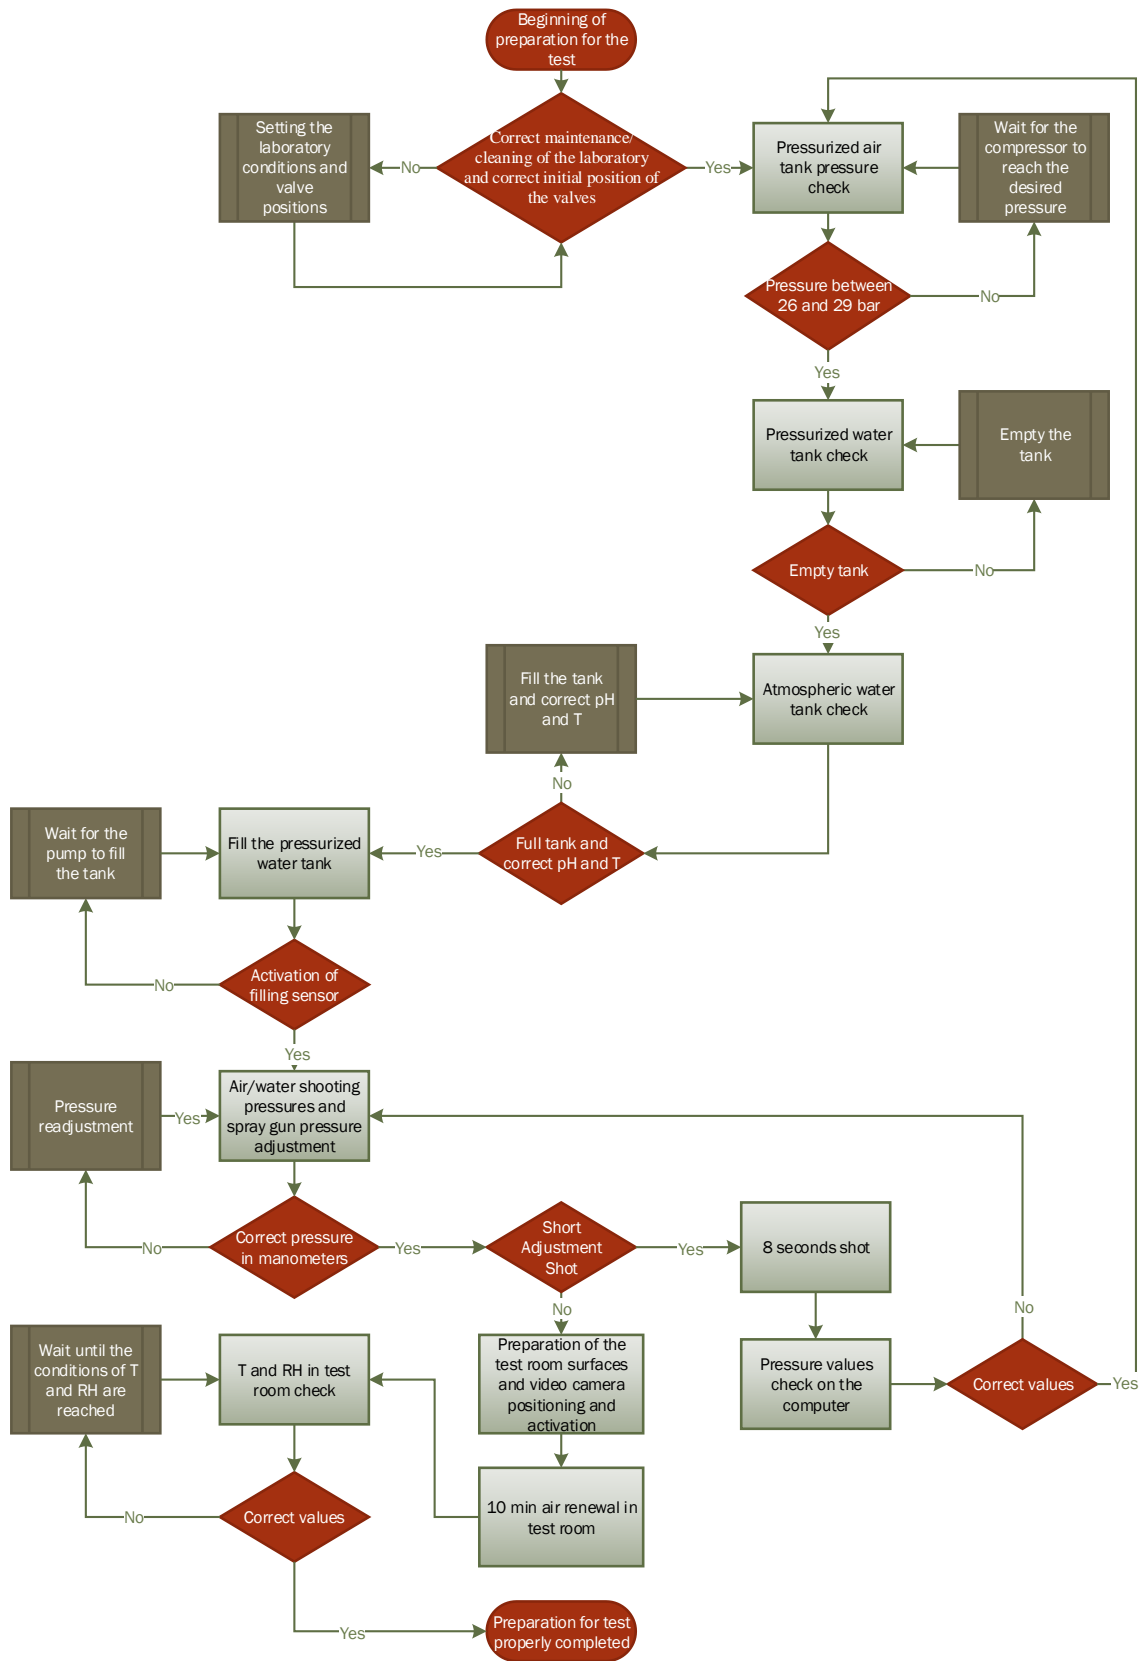 Beginning of
preparation for the
test
Setting the
laboratory
conditions and
valve
positions
No
Correct maintenance/
cleaning of the laboratory
and correct initial position of
the valves
Yes
Pressurized air
tank pressure
check
Wait for the
compressor to
reach the
desired
pressure
Pressure between
26 and 29 bar
No
Yes
Pressurized water
tank check
Empty the
tank
Empty tank
No
Yes
Fill the tank
and correct pH
and T
Atmospheric water
tank check
No
Wait for the
pump to fill
the tank
Fill the pressurized
water tank
Yes
Full tank and
correct pH and T
Activation of
filling sensor
No
Yes
Pressure
readjustment
Yes
Air/water shooting
pressures and
spray gun pressure
adjustment
No
Correct pressure
in manometers
Yes
Short
Adjustment
Shot
Yes
8 seconds shot
No
No
Wait until the
conditions of T
and RH are
reached
T and RH in test
room check
Preparation of the
test room surfaces
and video camera
positioning and
activation
Pressure values
check on the
computer
Correct values
Yes
No
Correct values
10 min air renewal in
test room
Yes
Preparation for test
properly completed